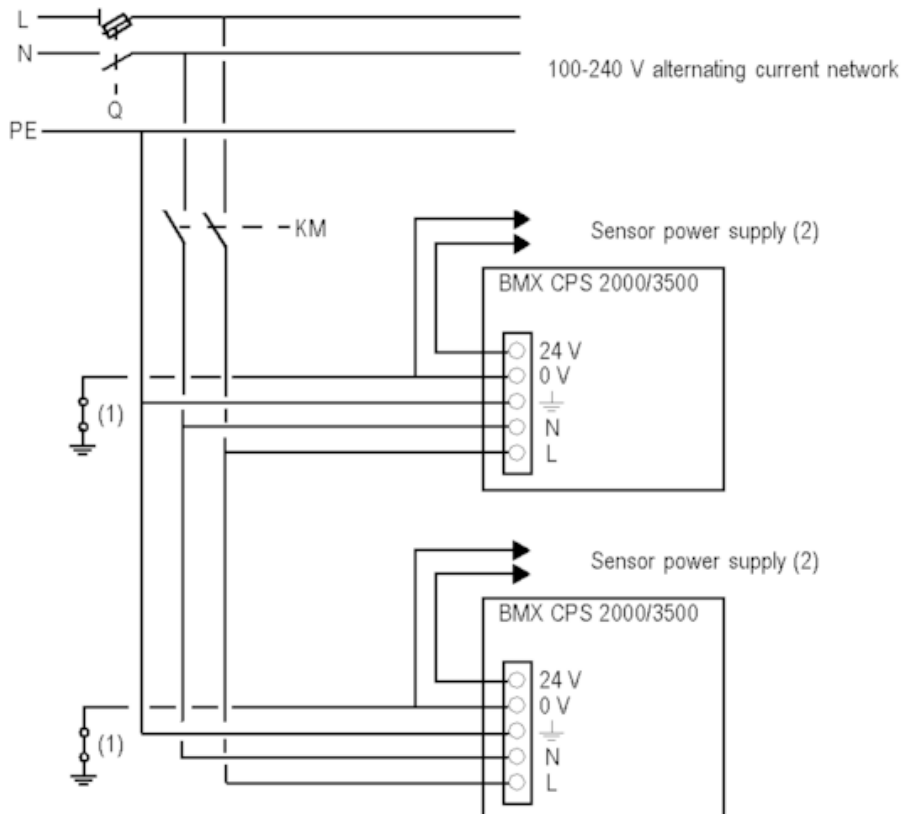 L
N
100-240 V alternating current network
Q
PE
KM
Sensor power supply (2)
BMX CPS 2000/3500
24 V
0 V
(1)
N
L
Sensor power supply (2)
BMX CPS 2000/3500
24 V
0 V
(1)
N
L